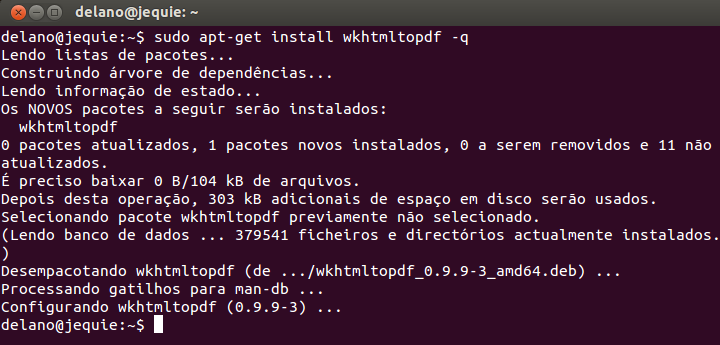 delano@jequie: ~
delano@jequie:~$ sudo apt-get install wkhtmltopdf -q
Lendo listas de pacotes...
Construindo árvore de dependências...
Lendo informação de estado...
Os NOVOS pacotes a seguir serão instalados:
  wkhtmltopdf
0 pacotes atualizados, 1 pacotes novos instalados, 0 a serem removidos e 11 não
atualizados.
É preciso baixar 0 B/104 kB de arquivos.
Depois desta operação, 303 kB adicionais de espaço em disco serão usados.
Selecionando pacote wkhtmltopdf previamente não selecionado.
(Lendo banco de dados ... 379541 ficheiros e directórios actualmente instalados.
)
Desempacotando wkhtmltopdf (de .../wkhtmltopdf_0.9.9-3_amd64.deb) ...
Processando gatilhos para man-db ...
Configurando wkhtmltopdf (0.9.9-3) ...
delano@jequie:~$